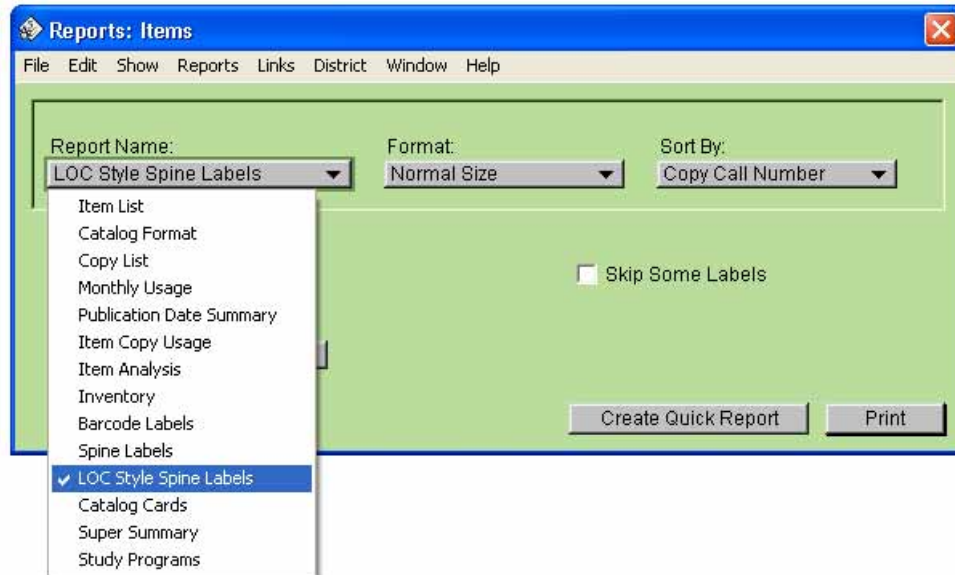 Reports: Items
File Edit Show Reports Links District Window Help
Report Name: Format: Sort By:
LOC Style Spine Labels Normal Size Copy Call Number
Item List
Catalog Format
Copy List
Skip Some Labels
Monthly Usage
Publication Date Summary
Item Copy Usage
Item Analysis
Inventory
Create Quick Report Print
Barcode Labels
Spine Labels
LOC Style Spine Labels
Catalog Cards
Super Summary
Study Programs